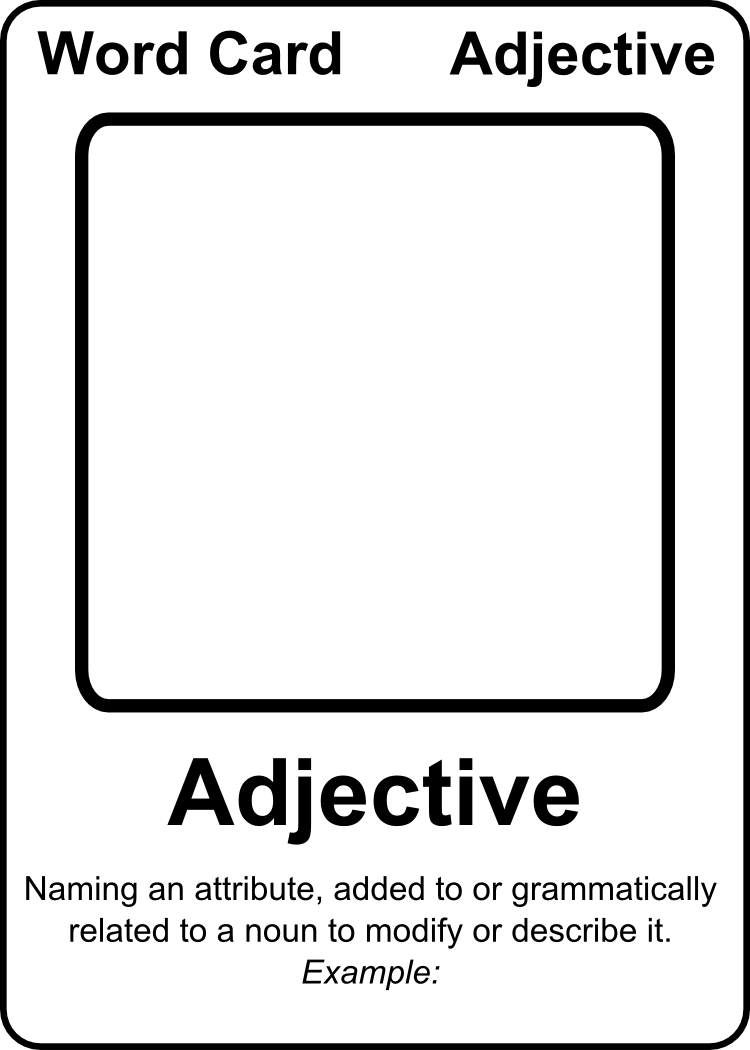 Word Card Adjective
Adjective
Naming an attribute, added to or grammatically
related to a noun to modify or describe it.
Example: